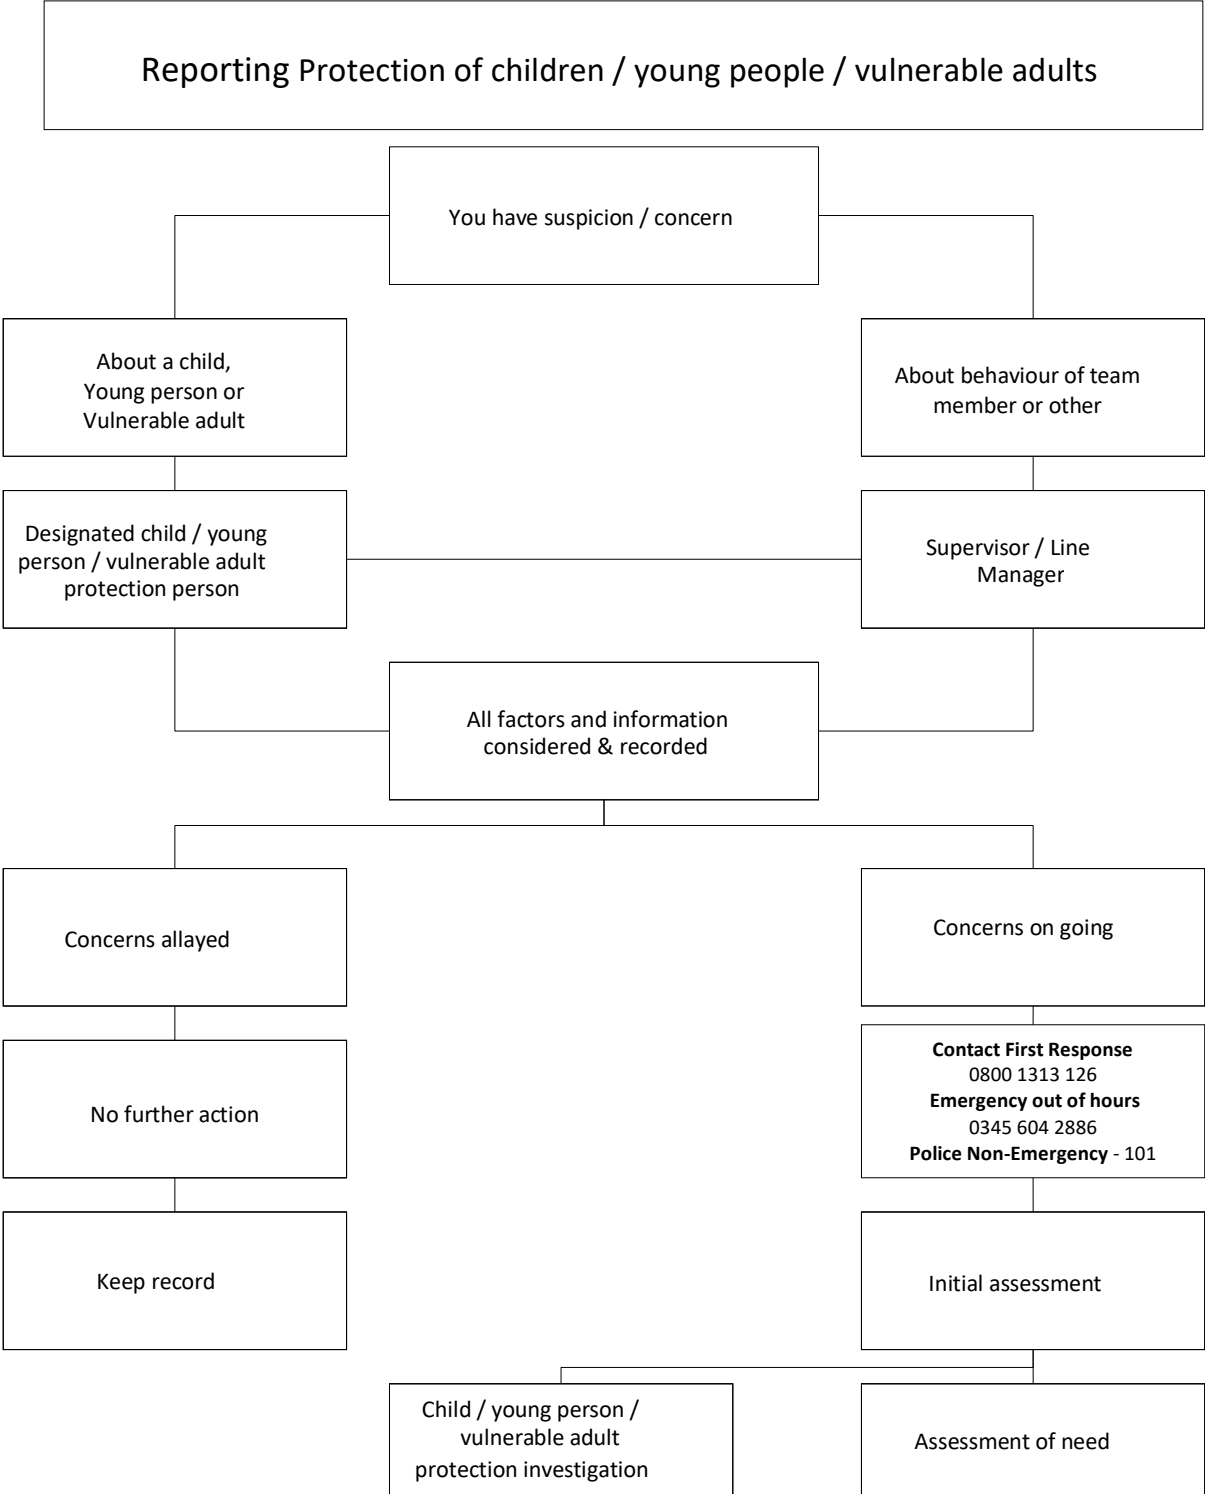 Reporting Protection of children / young people / vulnerable adults
You have suspicion / concern
About a child,
Young person or
Vulnerable adult
About behaviour of team
member or other
Designated child / young
person / vulnerable adult
protection person
Supervisor / Line
Manager
All factors and information
considered & recorded
Concerns allayed
Concerns on going
No further action
Contact First Response
0800 1313 126
Emergency out of hours
0345 604 2886
Police Non-Emergency - 101
Keep record
Initial assessment
Child / young person /
vulnerable adult
protection investigation
Assessment of need